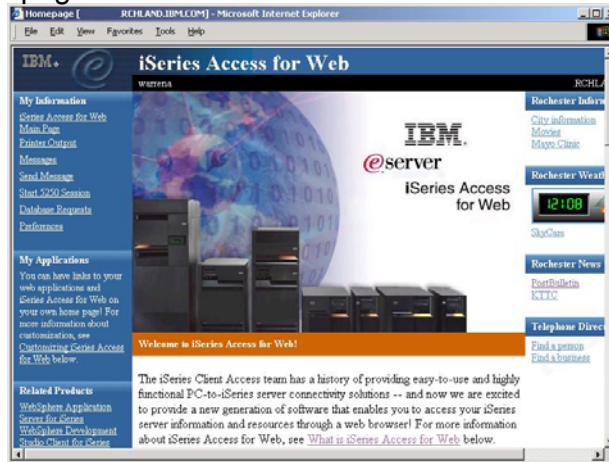 Homepage [ RCHLAND.IBM.COM] - Microsoft Internet Explorer
File Edit View Favorites Tools Help
IBM.
iSeries Access for Web
warrena
RCHLA
My Information
iSeries Access for Web
Main Page
Printer Output
Messages
Send Message
Start 5250 Session
Database Requests
Preferences
My Applications
You can have links to your
web applications and
iSeries Access for Web on
your own home page! For
more information about
customization, see
Customizing iSeries Access
for Web below.
Related Products
WebSphere Application
Server for iSeries
WebSphere Development
Studio Client for iSeries
IBM.
@server
iSeries Access
for Web
Welcome to iSeries Access for Web!
The iSeries Client Access team has a history of providing easy-to-use and highly
functional PC-to-iSeries server connectivity solutions -- and now we are excited
to provide a new generation of software that enables you to access your iSeries
server information and resources through a web browser! For more information
about iSeries Access for Web, see What is iSeries Access for Web below.
Rochester Inform
City information
Movies
Mayo Clinic
Rochester Weath
12:08
SkyCam
Rochester News
PostBulletin
KTTC
Telephone Direc
Find a person
Find a business